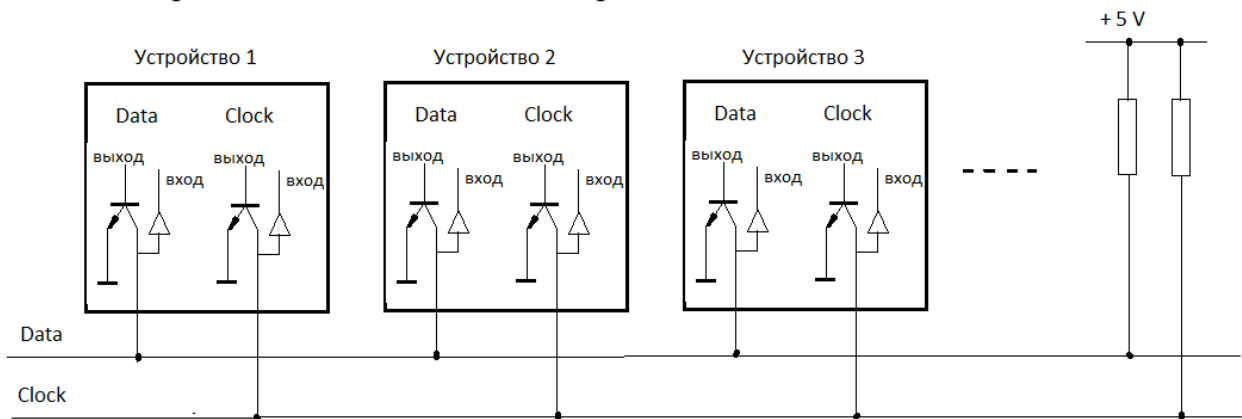 + 5 V
Устройство 1 Устройство 2 Устройство 3
Data Clock Data Clock Data Clock
выход выход выход выход выход выход
вход вход вход вход вход вход
Data
Clock